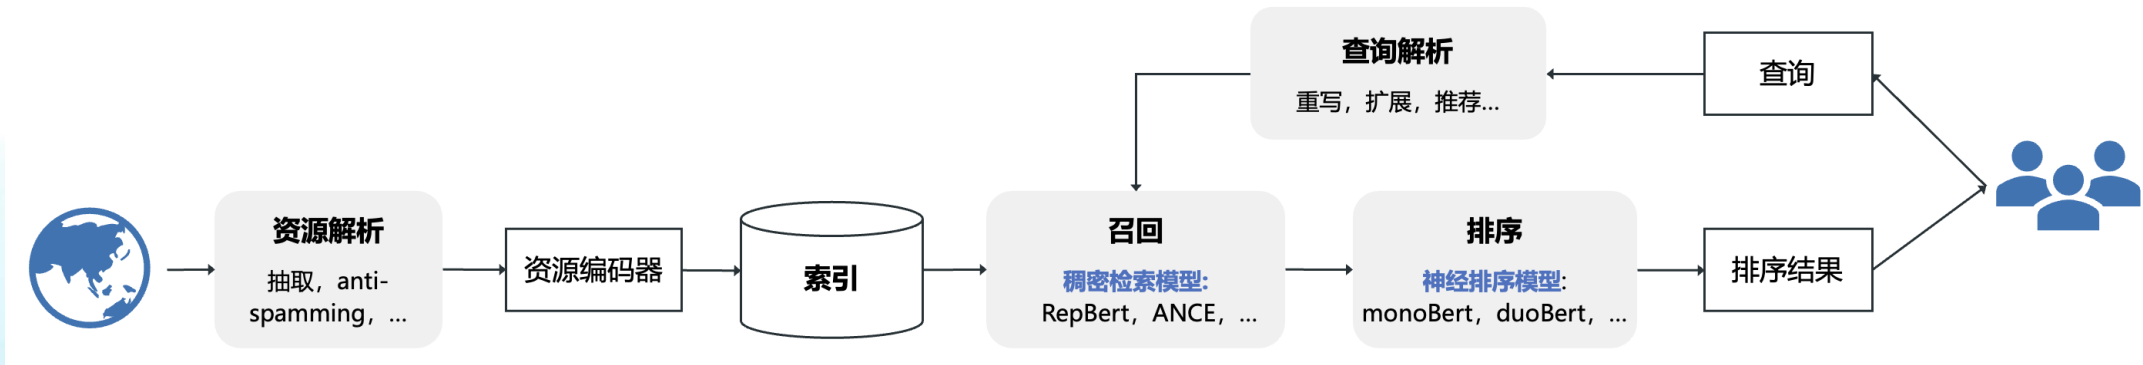 查询解析
重写，扩展，推荐...
查询
资源解析
抽取，anti-
spamming，...
资源编码器
索引
召回
稠密检索模型:
RepBert，ANCE，...
排序
神经排序模型:
monoBert，duoBert，...
排序结果